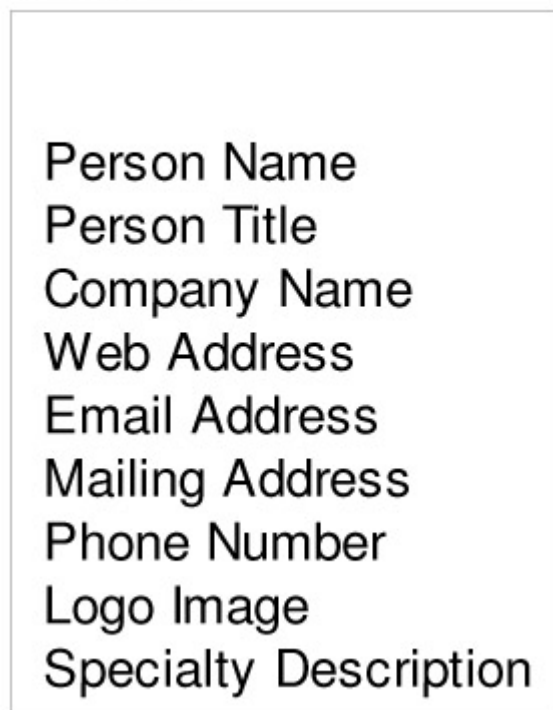 Person Name
Person Title
Company Name
Web Address
Email Address
Mailing Address
Phone Number
Logo Image
Specialty Description